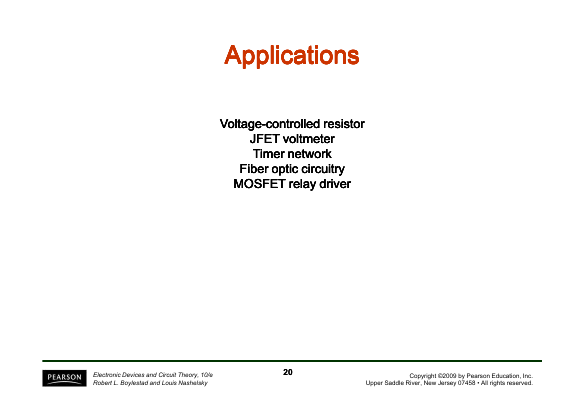 Applications
Voltage-controlled resistor
JFET voltmeter
Timer network
Fiber optic circuitry
MOSFET relay driver
PEARSON
Electronic Devices and Circuit Theory, 10/e
Robert L. Boylestad and Louis Nashelsky
20
Copyright ©2009 by Pearson Education, Inc.
Upper Saddle River, New Jersey 07458 • All rights reserved.